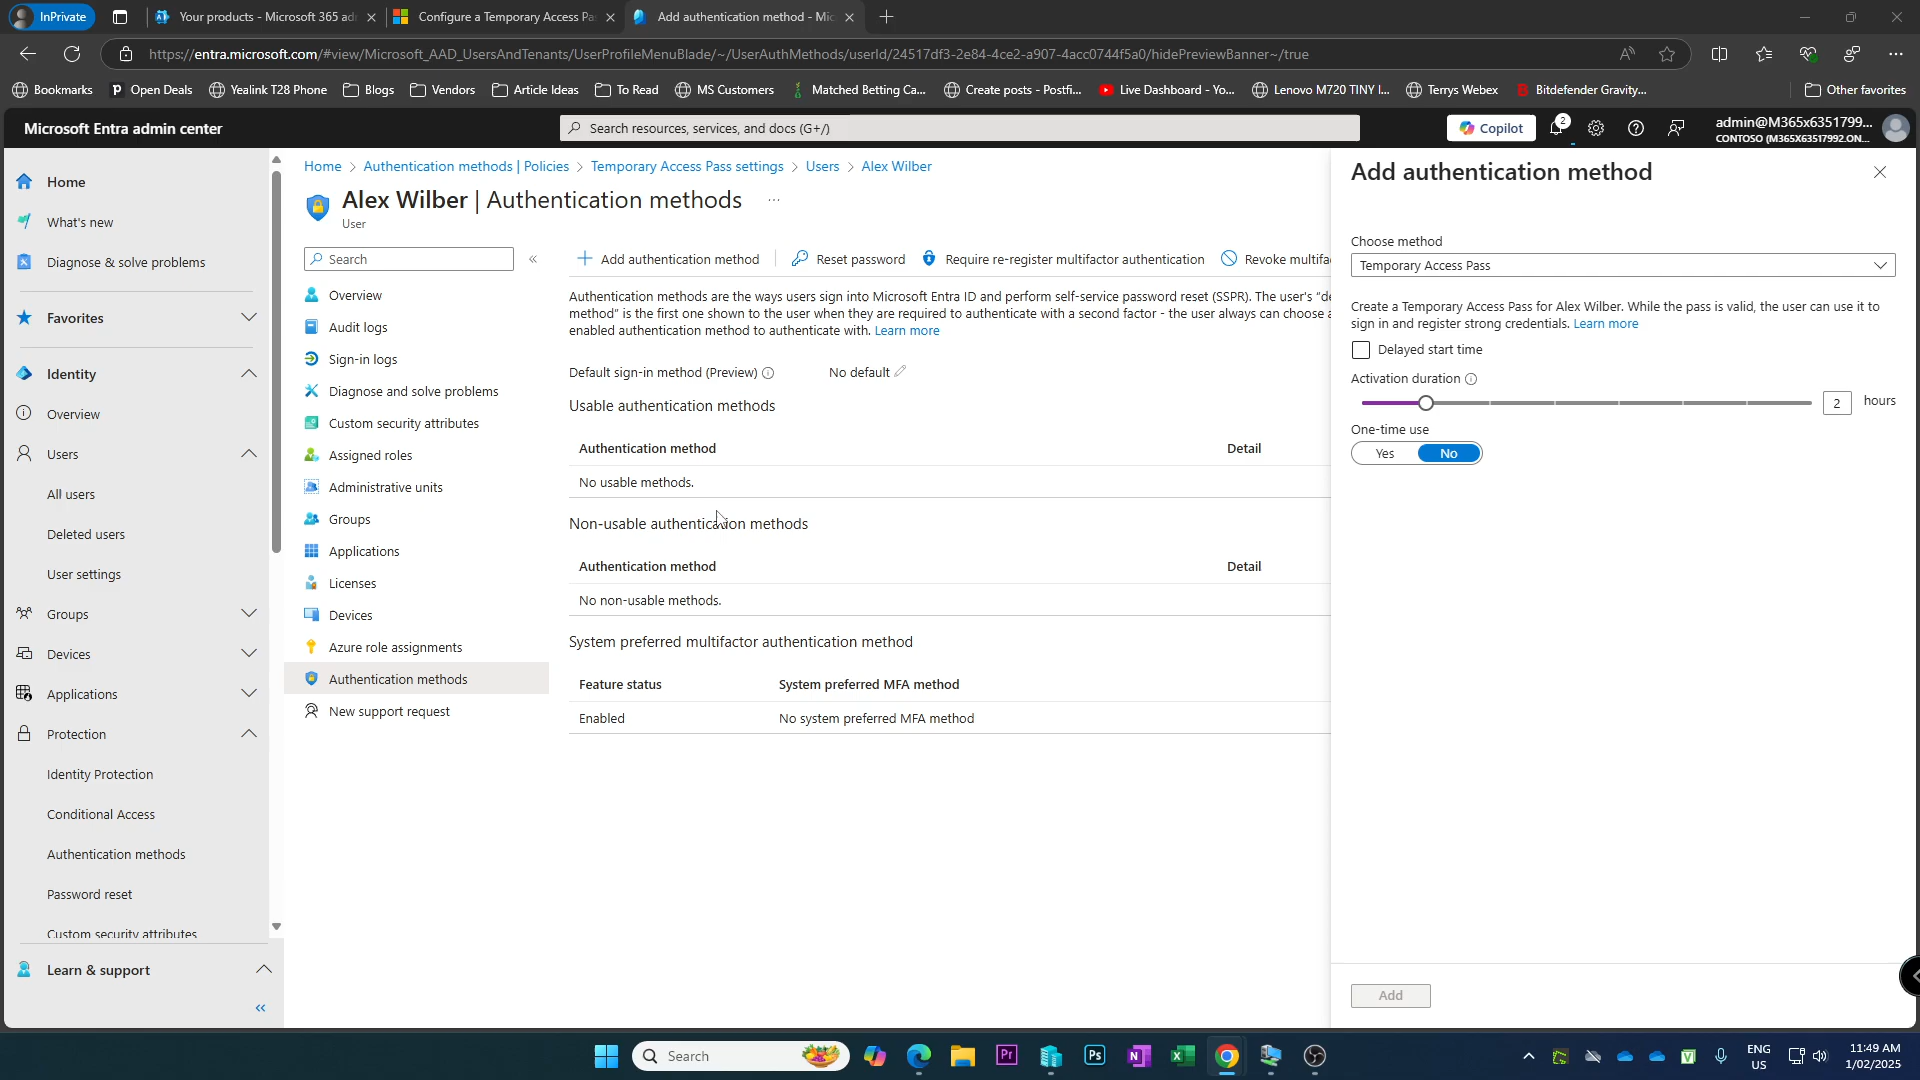 InPrivate
Your products - Microsoft 365 adm
Configure a Temporary Access Pa
Add authentication method - Mic
https://entra.microsoft.com/#view/Microsoft_AAD_UsersAndTenants/UserProfileMenuBlade/~/UserAuthMethods/userId/24517df3-2e84-4ce2-a907-4acc0744f5a0/hidePreviewBanner~/true
Bookmarks
Open Deals
Yealink T28 Phone
Blogs
Vendors
Article Ideas
To Read
MS Customers
Matched Betting Ca...
Create posts - Postfi...
Live Dashboard - Yo...
Lenovo M720 TINY I...
Terrys Webex
Bitdefender Gravity...
Other favorites
Microsoft Entra admin center
Search resources, services, and docs (G+/)
Copilot
2
admin@M365x6351799...
CONTOSO (M365X63517992.ON...
Home
What's new
Diagnose & solve problems
Favorites
Identity
Overview
Users
All users
Deleted users
User settings
Groups
Devices
Applications
Protection
Identity Protection
Conditional Access
Authentication methods
Password reset
Custom security attributes
Learn & support
Home > Authentication methods | Policies > Temporary Access Pass settings > Users > Alex Wilber
Alex Wilber | Authentication methods ...
User
Search
Overview
Audit logs
Sign-in logs
Diagnose and solve problems
Custom security attributes
Assigned roles
Administrative units
Groups
Applications
Licenses
Devices
Azure role assignments
Authentication methods
New support request
Add authentication method
Reset password
Require re-register multifactor authentication
Revoke multifa
Authentication methods are the ways users sign into Microsoft Entra ID and perform self-service password reset (SSPR). The user's "de
method" is the first one shown to the user when they are required to authenticate with a second factor - the user always can choose a
enabled authentication method to authenticate with. Learn more
Default sign-in method (Preview)
No default
Usable authentication methods
Authentication method
Detail
No usable methods.
Non-usable authentication methods
Authentication method
Detail
No non-usable methods.
System preferred multifactor authentication method
Feature status
System preferred MFA method
Enabled
No system preferred MFA method
Add authentication method
Choose method
Temporary Access Pass
Create a Temporary Access Pass for Alex Wilber. While the pass is valid, the user can use it to
sign in and register strong credentials. Learn more
Delayed start time
Activation duration
2
hours
One-time use
Yes
No
Add
Search
ENG
US
11:49 AM
1/02/2025